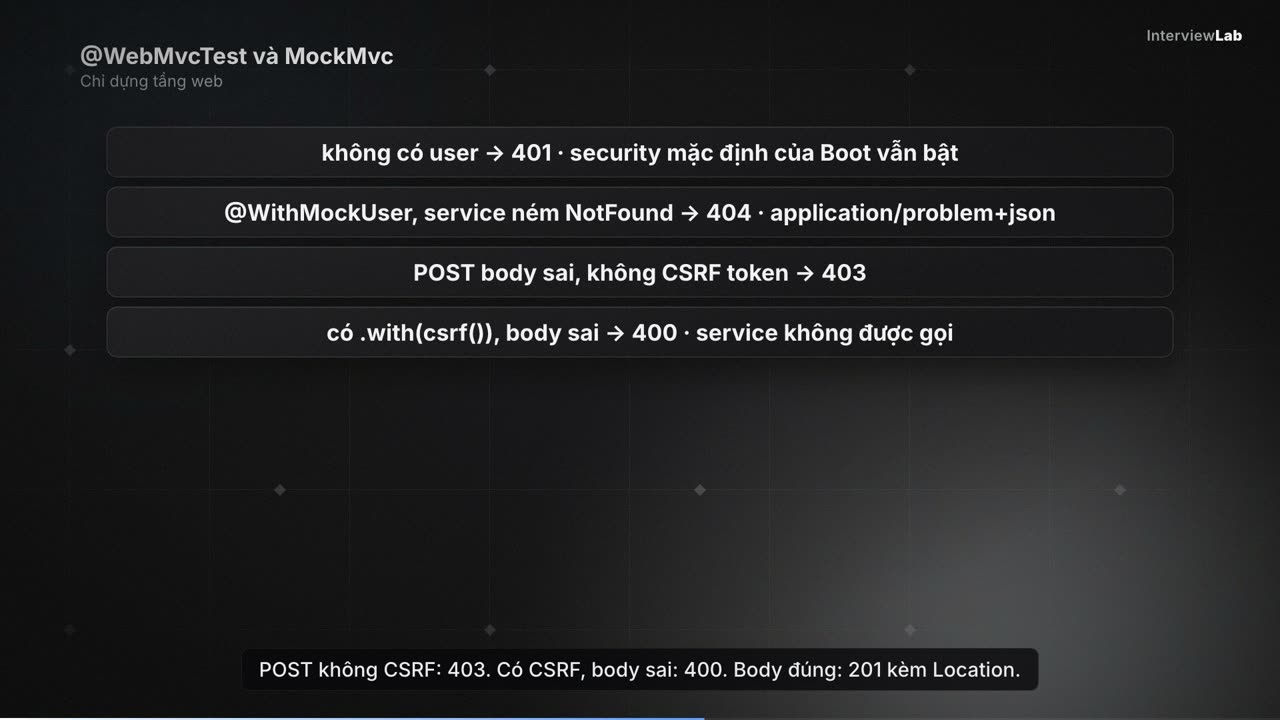 @WebMvcTest và MockMvc
InterviewLab
Chỉ dựng tầng web
không có user → 401 · security mặc định của Boot vẫn bật
@WithMockUser, service ném NotFound → 404 · application/problem+json
POST body sai, không CSRF token → 403
có .with(csrf()), body sai → 400 · service không được gọi
POST không CSRF: 403. Có CSRF, body sai: 400. Body đúng: 201 kèm Location.